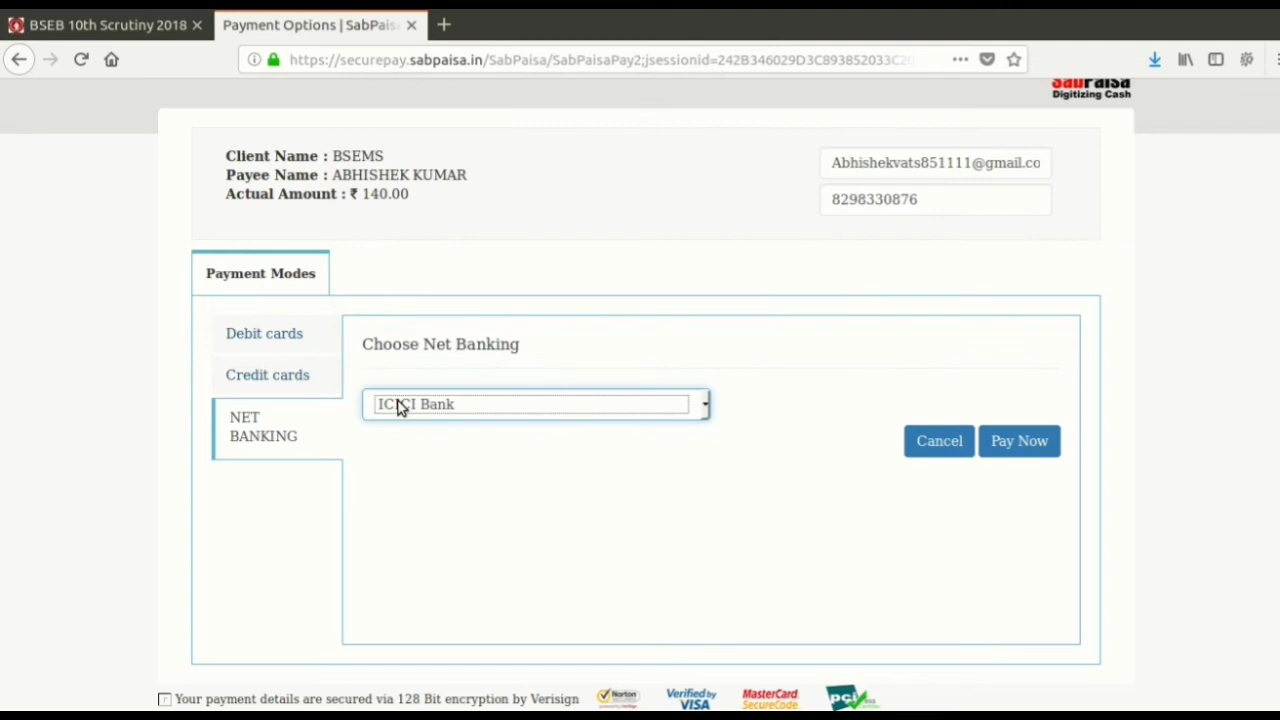 BSEB 10th Scrutiny 2018
Payment Options | SabPais
https://securepay.sabpaisa.in/SabPaisa/SabPaisaPay2;jsessionid=242B346029D3C893852033C20
SabPaisa
Digitizing Cash
Client Name : BSEMS
Payee Name : ABHISHEK KUMAR
Actual Amount : ₹ 140.00
Abhishekvats851111@gmail.co
8298330876
Payment Modes
Debit cards
Credit cards
NET
BANKING
Choose Net Banking
ICICI Bank
Cancel
Pay Now
Your payment details are secured via 128 Bit encryption by Verisign
Norton
Verified by
VISA
MasterCard
SecureCode
pci